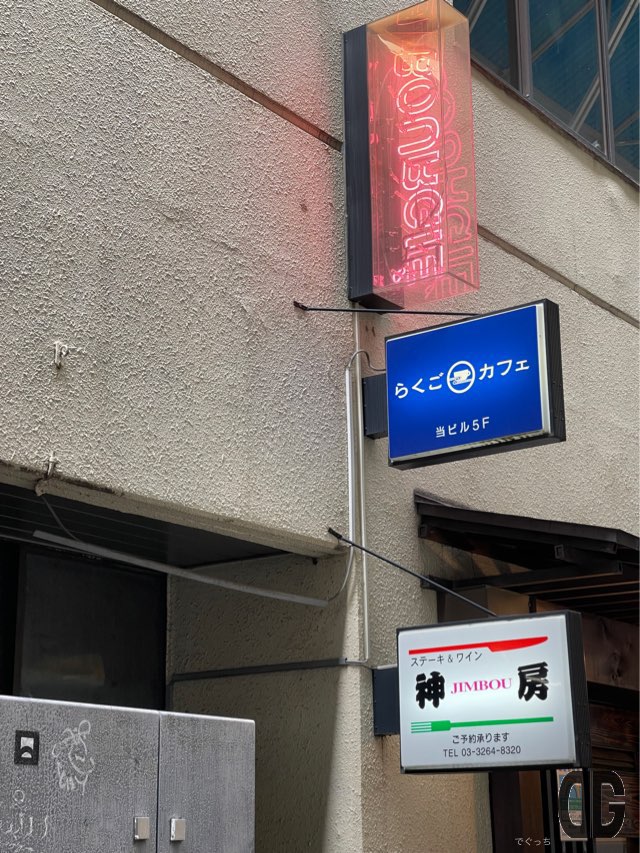 らくごカフェ
当ビル5F
ステーキ&ワイン
神 JIMBOU 房
ご予約承ります
TEL 03-3264-8320
でぐっち
DG